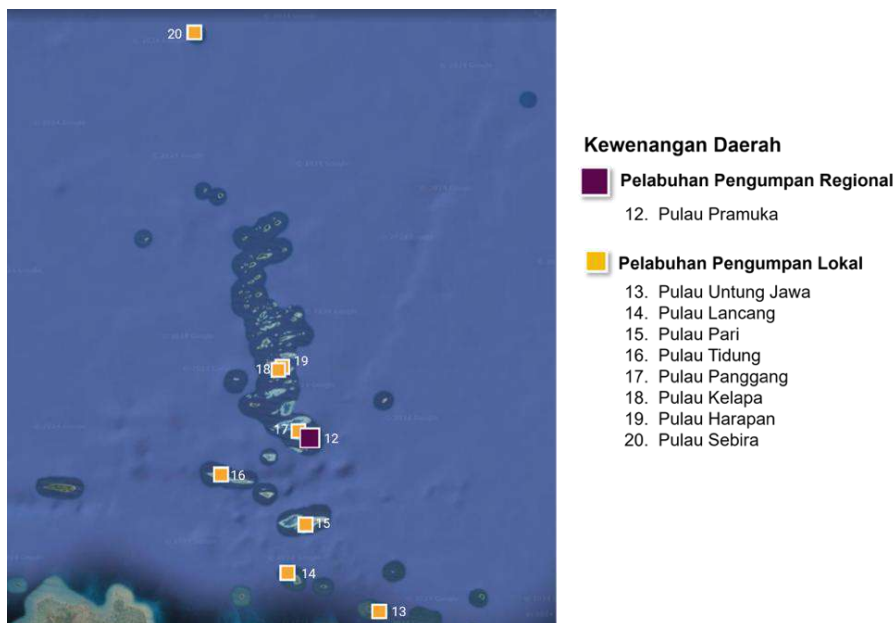 20
19
18
17
12
16
15
14
13
Kewenangan Daerah
Pelabuhan Pengumpan Regional
12. Pulau Pramuka
Pelabuhan Pengumpan Lokal
13. Pulau Untung Jawa
14. Pulau Lancang
15. Pulau Pari
16. Pulau Tidung
17. Pulau Panggang
18. Pulau Kelapa
19. Pulau Harapan
20. Pulau Sebira